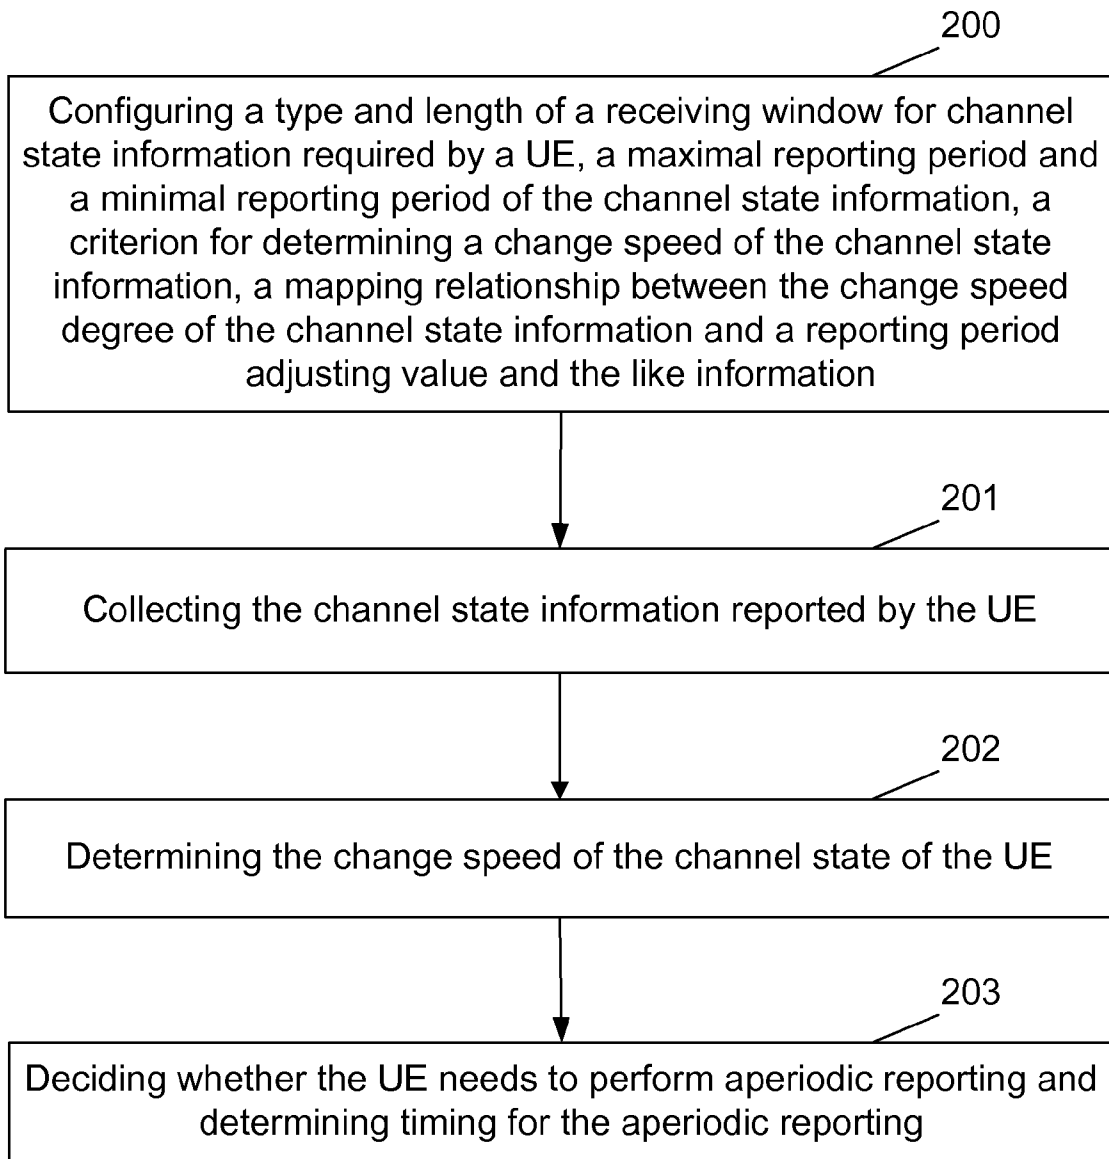 200
Configuring a type and length of a receiving window for channel
state information required by a UE, a maximal reporting period and
a minimal reporting period of the channel state information, a
criterion for determining a change speed of the channel state
information, a mapping relationship between the change speed
degree of the channel state information and a reporting period
adjusting value and the like information
201
Collecting the channel state information reported by the UE
202
Determining the change speed of the channel state of the UE
203
Deciding whether the UE needs to perform aperiodic reporting and
determining timing for the aperiodic reporting